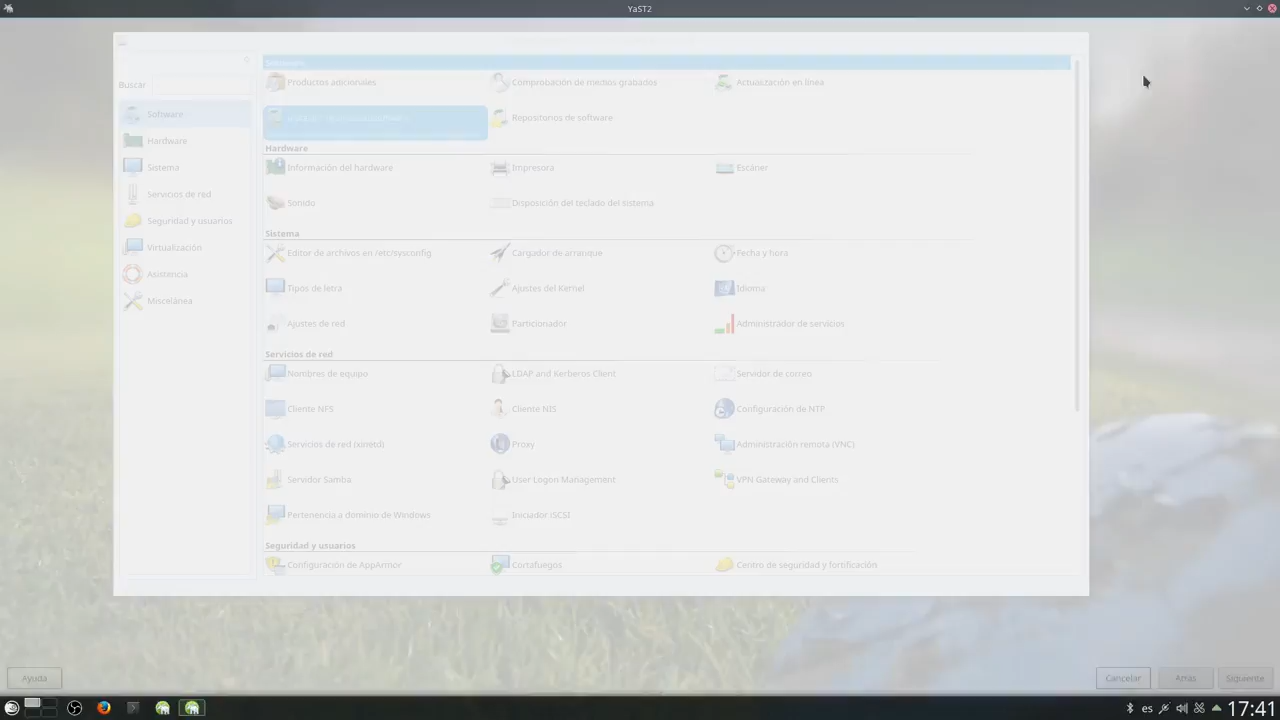 YaST2
Buscar
Software
Hardware
Sistema
Servicios de red
Seguridad y usuarios
Virtualización
Asistencia
Miscelánea
Productos adicionales
Comprobación de medios grabados
Actualización en línea
Repositorios de software
Hardware
Información del hardware
Impresora
Escáner
Sonido
Disposición del teclado del sistema
Sistema
Editor de archivos en /etc/sysconfig
Cargador de arranque
Fecha y hora
Tipos de letra
Ajustes del Kernel
Idioma
Ajustes de red
Particionador
Administrador de servicios
Servicios de red
Nombres de equipo
LDAP and Kerberos Client
Servidor de correo
Cliente NFS
Cliente NIS
Configuración de NTP
Servicios de red (xinetd)
Proxy
Administración remota (VNC)
Servidor Samba
User Logon Management
VPN Gateway and Clients
Pertenencia a dominio de Windows
Iniciador iSCSI
Seguridad y usuarios
Configuración de AppArmor
Cortafuegos
Centro de seguridad y fortificación
Ayuda
Cancelar
Atrás
Siguiente
es
17:41